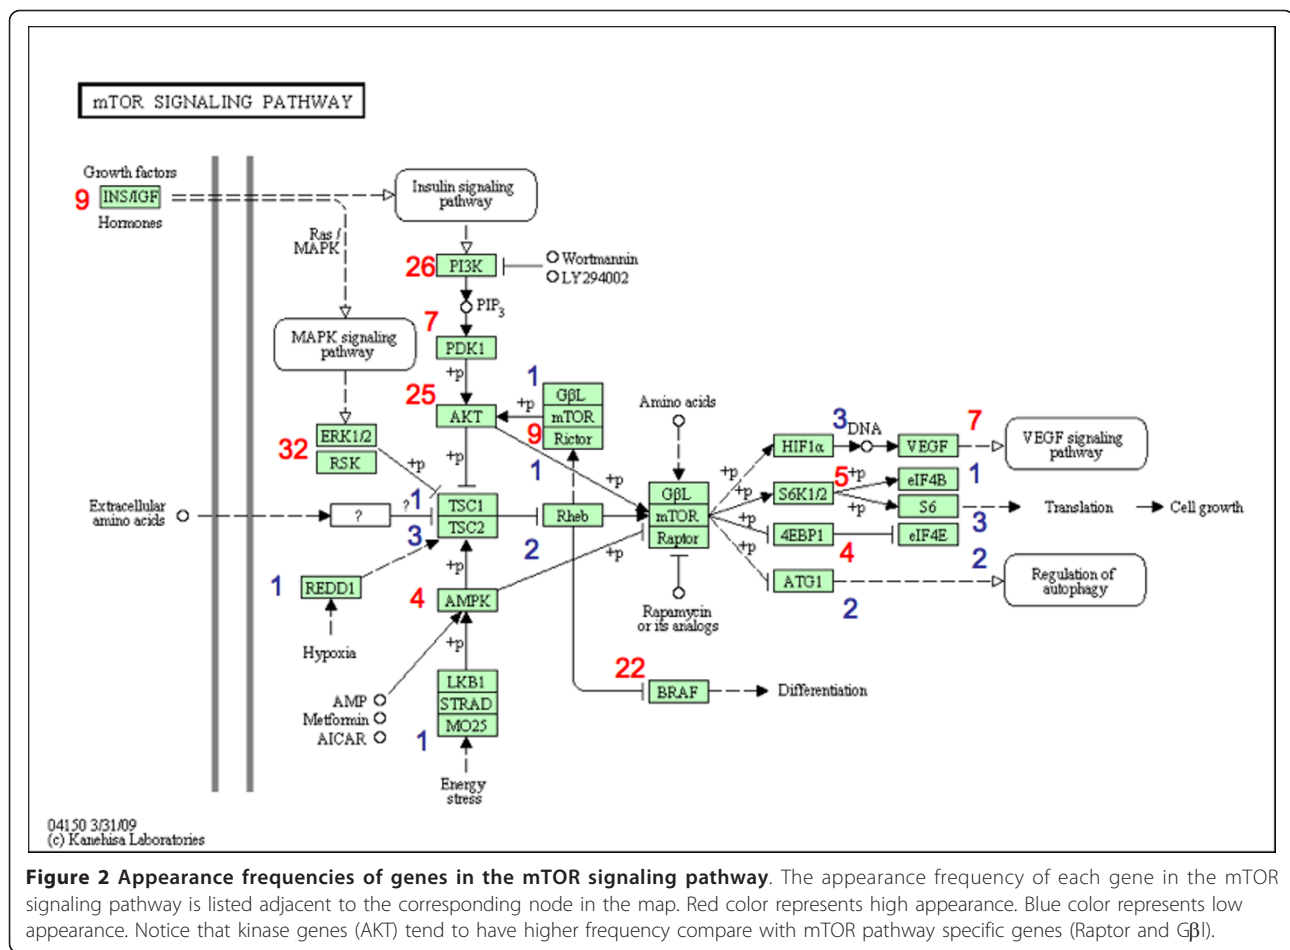 mTOR SIGNALING PATHWAY
Growth factors
9 INS/IGF
Hormones
Insulin signaling
pathway
Ras /
MAPK
26 PI3K
Wortmannin
LY294002
PIP3
MAPK signaling
pathway
7
PDK1
+p
25
AKT
+p
1
GβL
mTOR
9 Rictor
1
32
ERK1/2
RSK
+p
+p
+p
Amino acids
GβL
mTOR
Raptor
3
DNA
HIF1α
VEGF
7
VEGF signaling
pathway
+p
+p
+p
+p
S6K1/2
5
+p
+p
eIF4B
1
S6
3
Translation
Cell growth
4EBP1
4
eIF4E
2
ATG1
2
Regulation of
autophagy
Extracellular
amino acids
?
?
1
TSC1
TSC2
3
Rheb
2
+p
1
REDD1
Hypoxia
+p
4
AMPK
+p
Rapamycin
or its analogs
AMP
Metformin
AICAR
LKB1
STRAD
MO25
1
Energy
stress
22
BRAF
Differentiation
04150 3/31/09
(c) Kanehisa Laboratories
Figure 2 Appearance frequencies of genes in the mTOR signaling pathway. The appearance frequency of each gene in the mTOR
signaling pathway is listed adjacent to the corresponding node in the map. Red color represents high appearance. Blue color represents low
appearance. Notice that kinase genes (AKT) tend to have higher frequency compare with mTOR pathway specific genes (Raptor and Gβl).